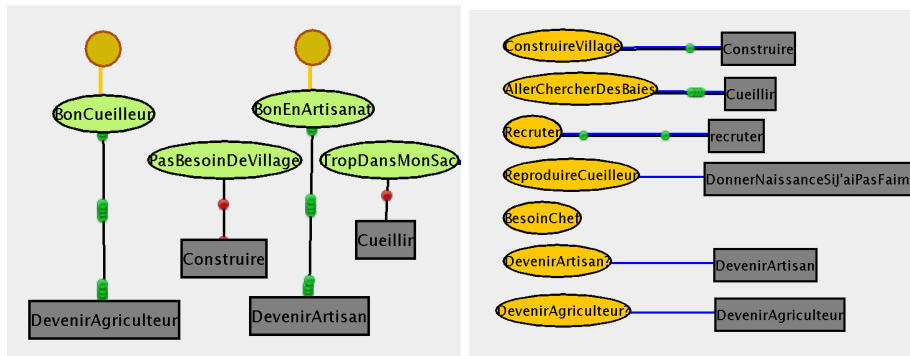 BonCueilleur
BonEnArtisanat
PasBesoinDeVillage
TropDansMonSac
Construire
Cueillir
DevenirAgriculteur
DevenirArtisan
ConstruireVillage
Construire
AllerChercherDesBaies
Cueillir
Recruter
recruter
ReproduireCueilleur
DonnerNaissanceSiJ'aiPasFaim
BesoinChef
DevenirArtisan?
DevenirArtisan
DevenirAgriculteur?
DevenirAgriculteur